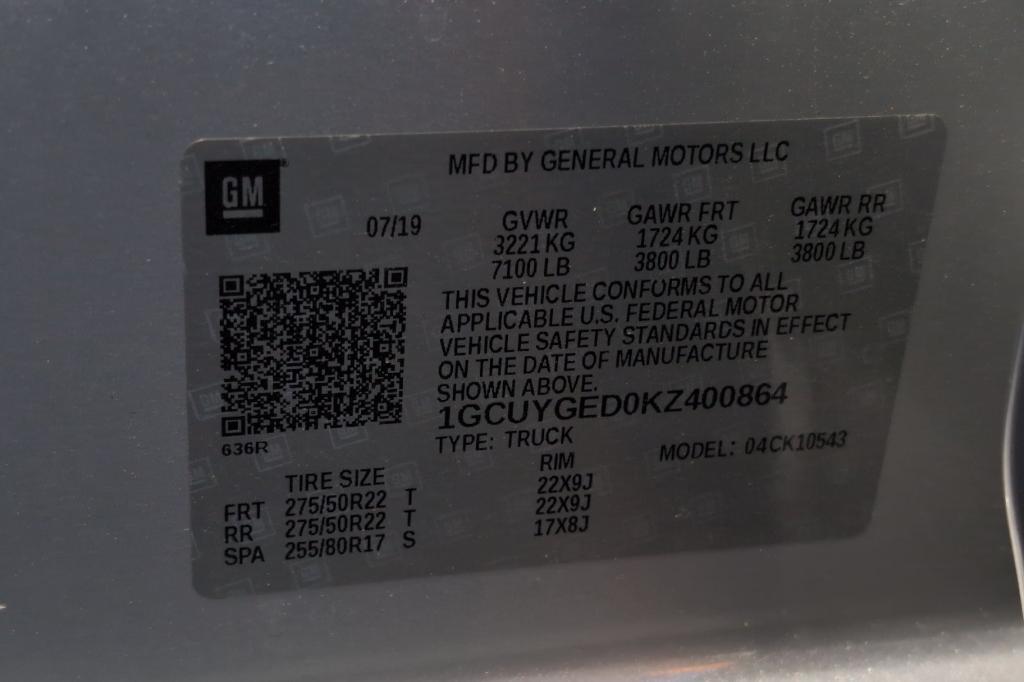 GM
MFD BY GENERAL MOTORS LLC
07/19
GVWR GAWR FRT GAWR RR
3221 KG 1724 KG 1724 KG
7100 LB 3800 LB 3800 LB
THIS VEHICLE CONFORMS TO ALL
APPLICABLE U.S. FEDERAL MOTOR
VEHICLE SAFETY STANDARDS IN EFFECT
ON THE DATE OF MANUFACTURE
SHOWN ABOVE.
1GCUYGED0KZ400864
636R
TYPE: TRUCK MODEL: 04CK10543
TIRE SIZE RIM
FRT 275/50R22 T 22X9J
RR 275/50R22 T 22X9J
SPA 255/80R17 S 17X8J